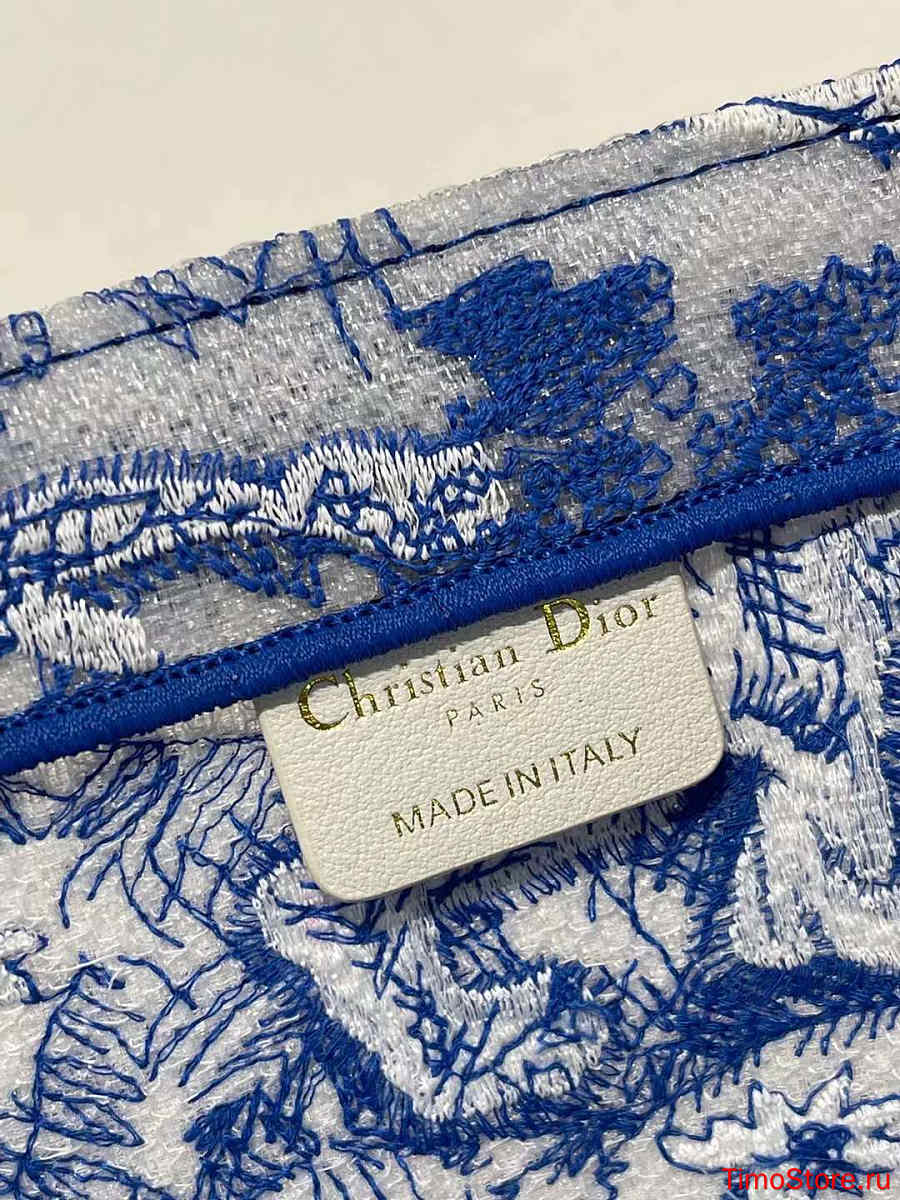 Christian Dior
PARIS
MADE IN ITALY
TimoStore.ru